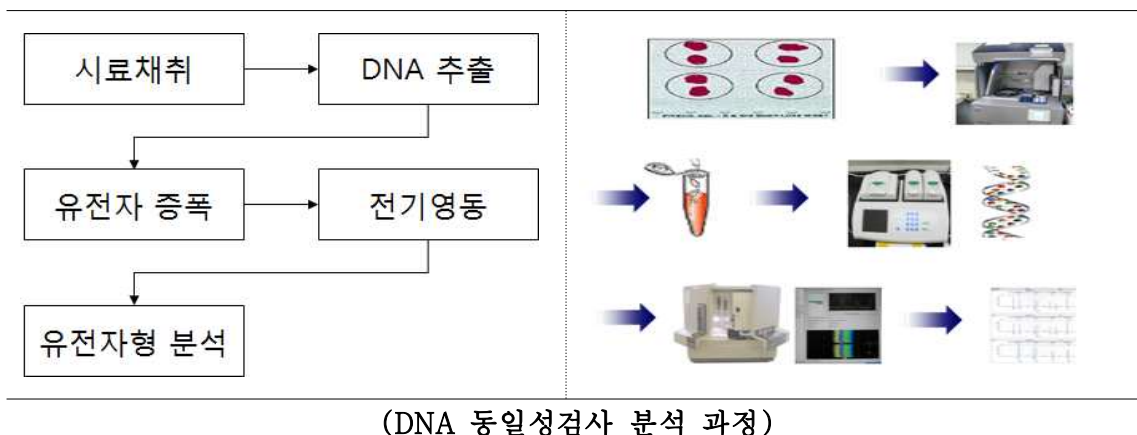 시료채취
DNA 추출
유전자 증폭
전기영동
유전자형 분석
(DNA 동일성검사 분석 과정)